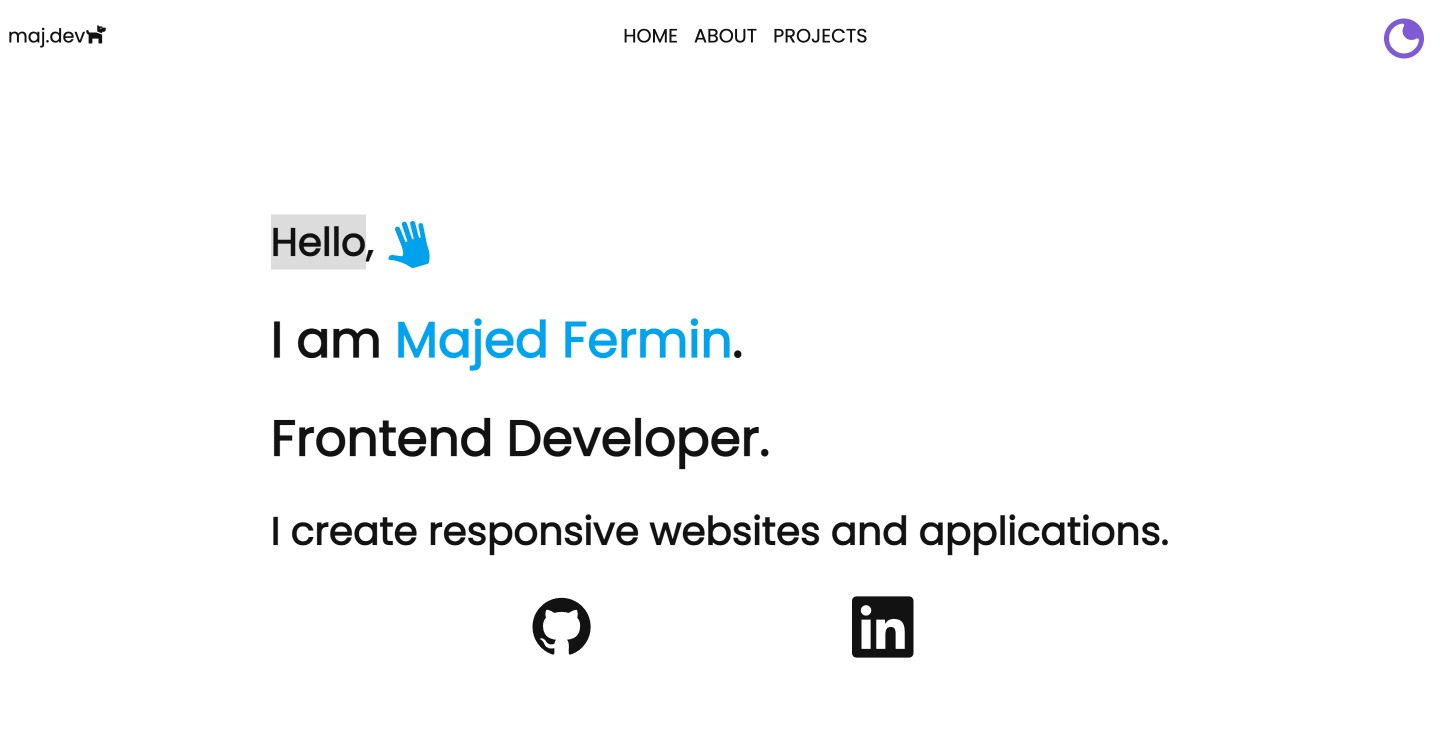 maj.dev
HOME ABOUT PROJECTS
Hello,
I am Majed Fermin.
Frontend Developer.
I create responsive websites and applications.
in